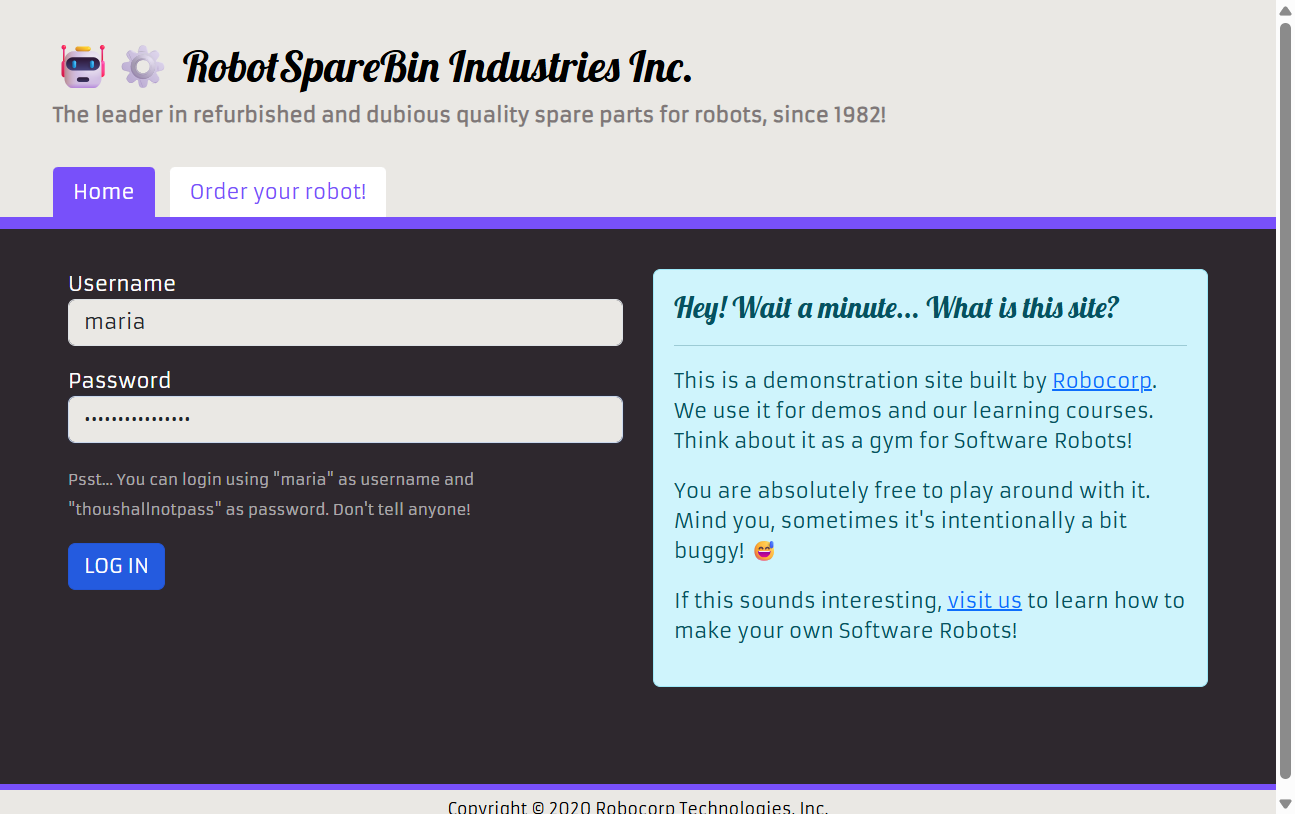 RobotSpareBin Industries Inc.
The leader in refurbished and dubious quality spare parts for robots, since 1982!
Home
Order your robot!
Username
maria
Password
••••••••••••••••
Psst... You can login using "maria" as username and
"thoushallnotpass" as password. Don't tell anyone!
LOG IN
Hey! Wait a minute... What is this site?
This is a demonstration site built by Robocorp.
We use it for demos and our learning courses.
Think about it as a gym for Software Robots!
You are absolutely free to play around with it.
Mind you, sometimes it's intentionally a bit
buggy! 😅
If this sounds interesting, visit us to learn how to
make your own Software Robots!
Copyright © 2020 Robocorp Technologies, Inc.